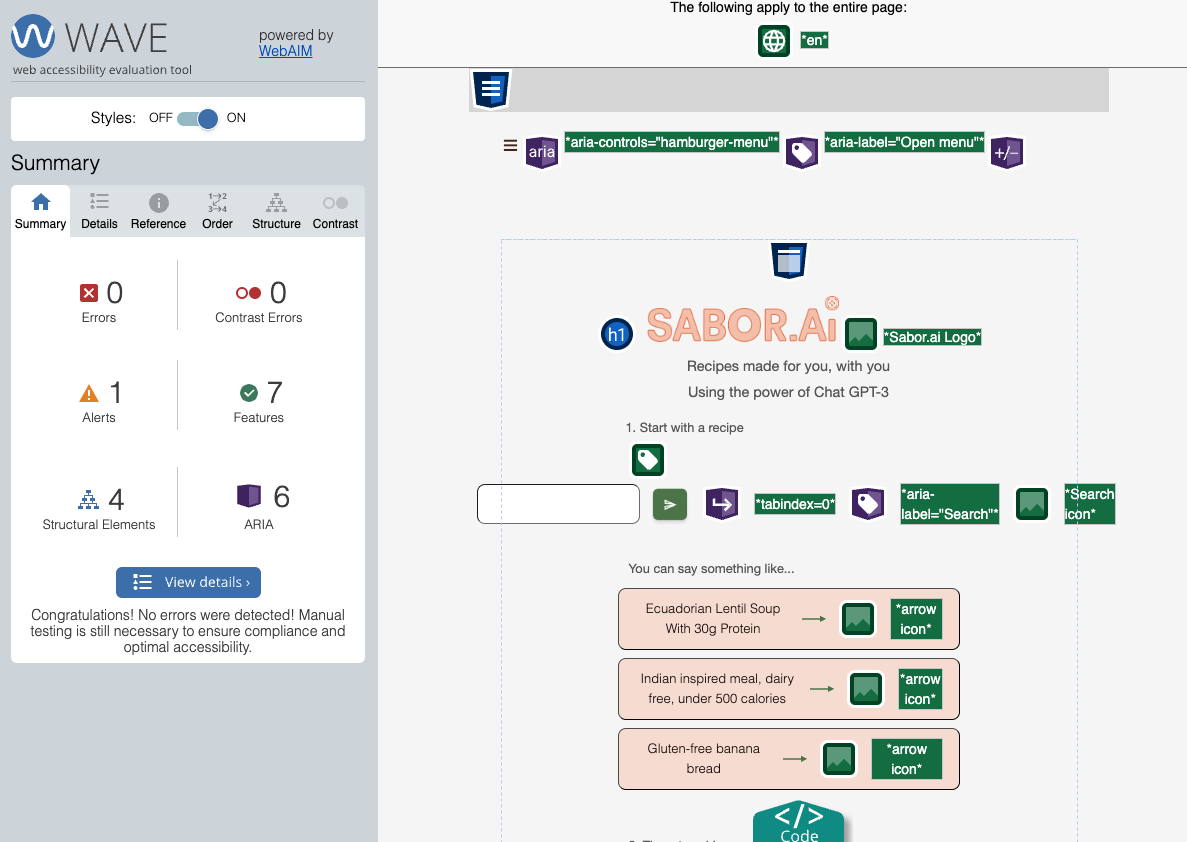 WAVE
web accessibility evaluation tool
powered by
WebAIM
Styles: OFF ON
Summary
Summary Details Reference Order Structure Contrast
1→2
3→4
0
Errors
0
Contrast Errors
1
Alerts
7
Features
4
Structural Elements
6
ARIA
View details ›
Congratulations! No errors were detected! Manual
testing is still necessary to ensure compliance and
optimal accessibility.
The following apply to the entire page:
*en*
aria *aria-controls="hamburger-menu"* *aria-label="Open menu"* +/−
h1 SABOR.Ai *Sabor.ai Logo*
Recipes made for you, with you
Using the power of Chat GPT-3
1. Start with a recipe
*tabindex=0*
*aria-
label="Search"*
*Search
icon*
You can say something like...
Ecuadorian Lentil Soup
With 30g Protein
*arrow
icon*
Indian inspired meal, dairy
free, under 500 calories
*arrow
icon*
Gluten-free banana
bread
*arrow
icon*
</>
Code